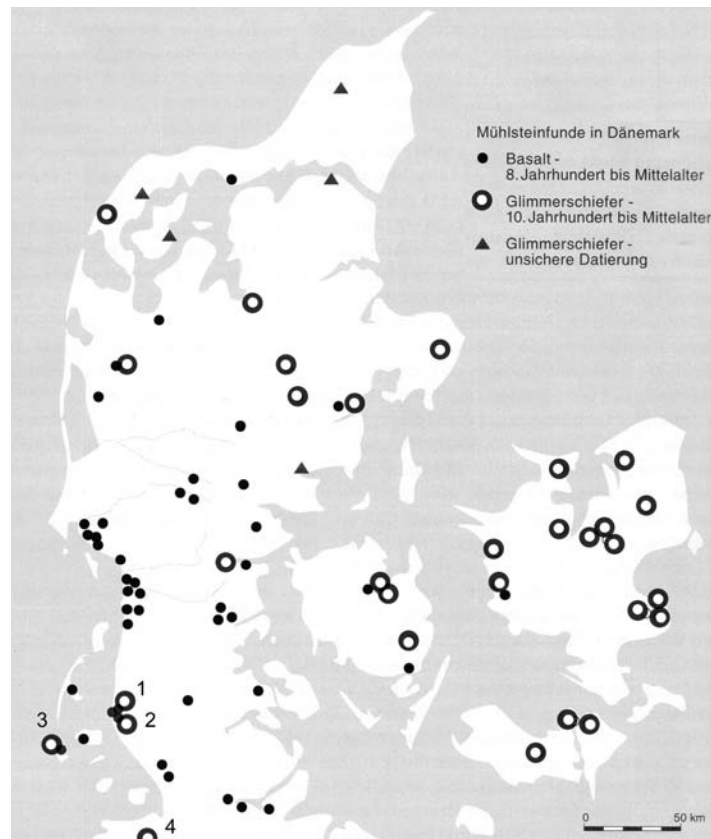 Mühlsteinfunde in Dänemark
Basalt -
8. Jahrhundert bis Mittelalter
Glimmerschiefer -
10. Jahrhundert bis Mittelalter
Glimmerschiefer -
unsichere Datierung
1
2
3
4
0 50 km